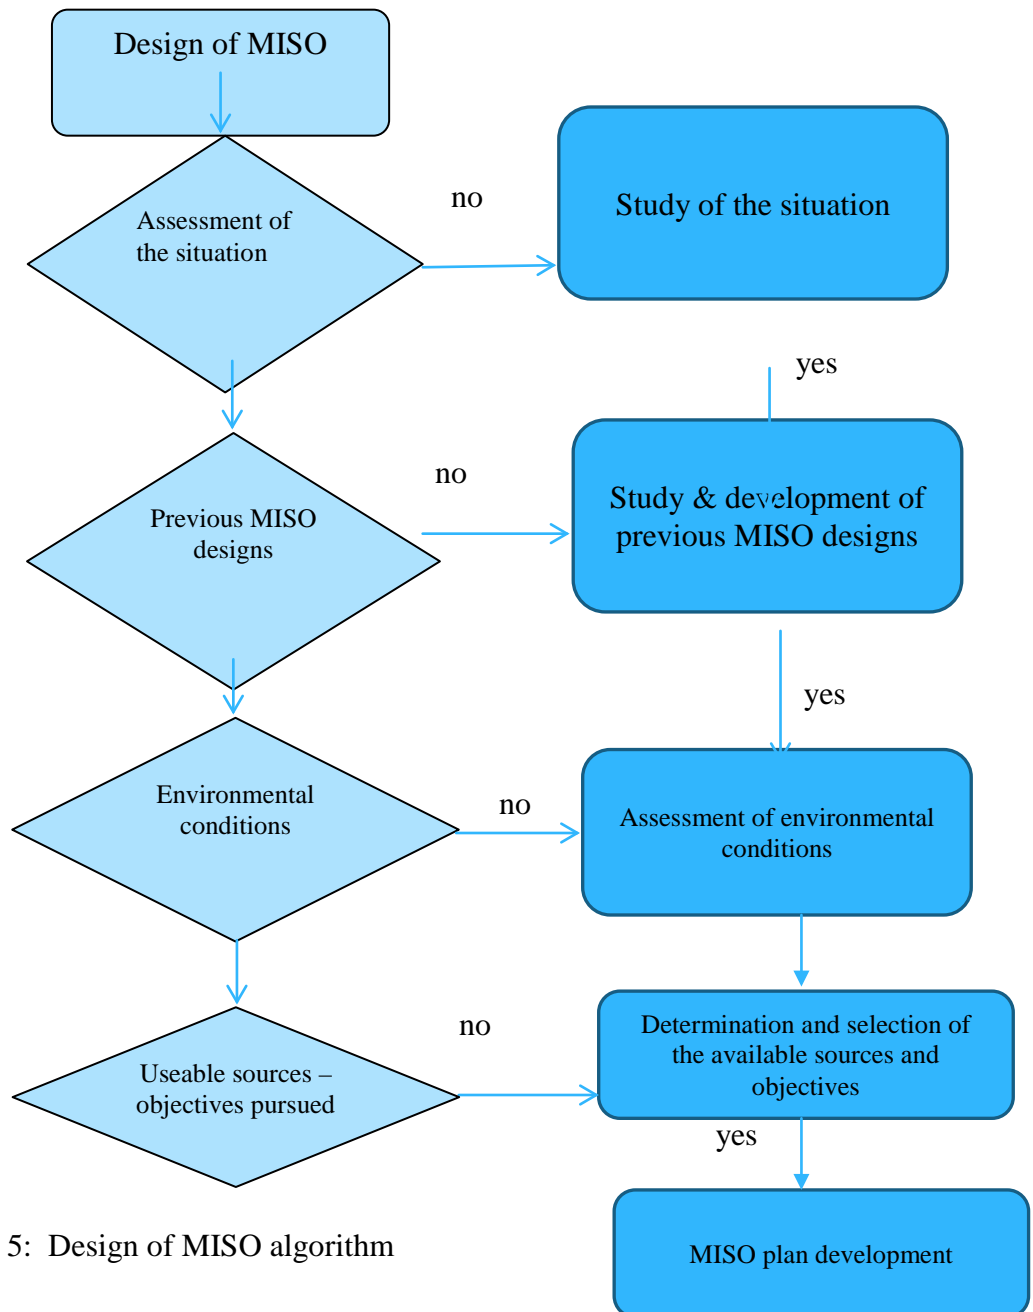 Design of MISO
Assessment of
the situation
no
Study of the situation
yes
Previous MISO
designs
no
Study & development of
previous MISO designs
yes
Environmental
conditions
no
Assessment of environmental
conditions
Useable sources –
objectives pursued
no
Determination and selection of
the available sources and
objectives
yes
MISO plan development
5: Design of MISO algorithm